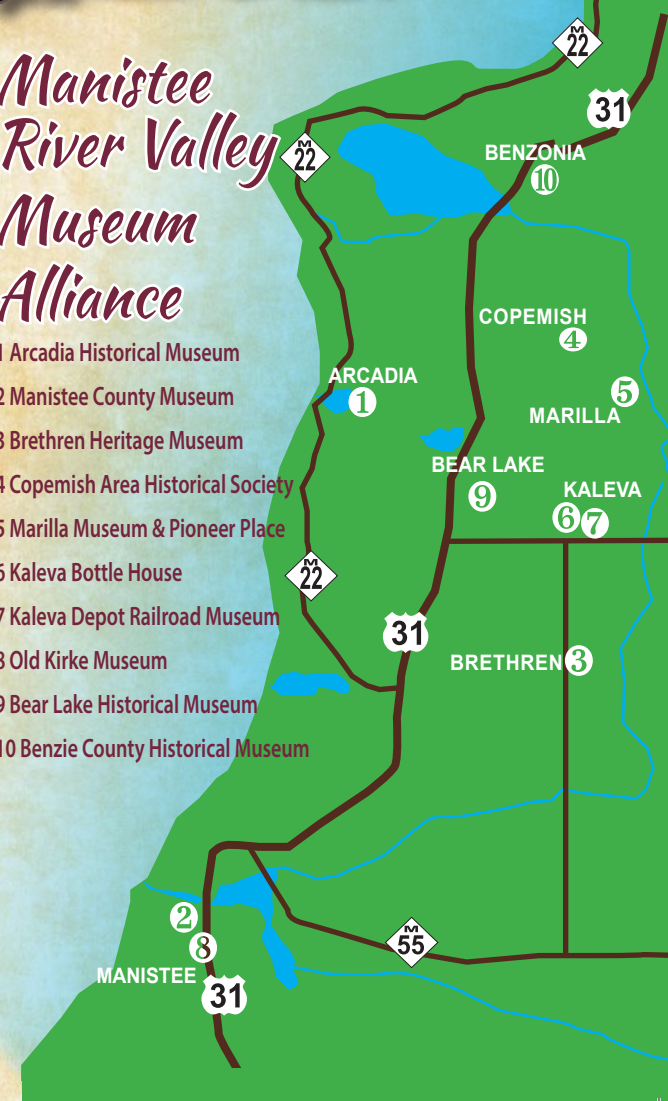 Manistee
River Valley
Museum
Alliance
1 Arcadia Historical Museum
2 Manistee County Museum
3 Brethren Heritage Museum
4 Copemish Area Historical Society
5 Marilla Museum & Pioneer Place
6 Kaleva Bottle House
7 Kaleva Depot Railroad Museum
8 Old Kirke Museum
9 Bear Lake Historical Museum
10 Benzie County Historical Museum
M
22
31
M
22
BENZONIA
10
COPEMISH
4
ARCADIA
1
5
MARILLA
BEAR LAKE
9
KALEVA
6 7
M
22
31
BRETHREN 3
2
8
MANISTEE
31
M
55